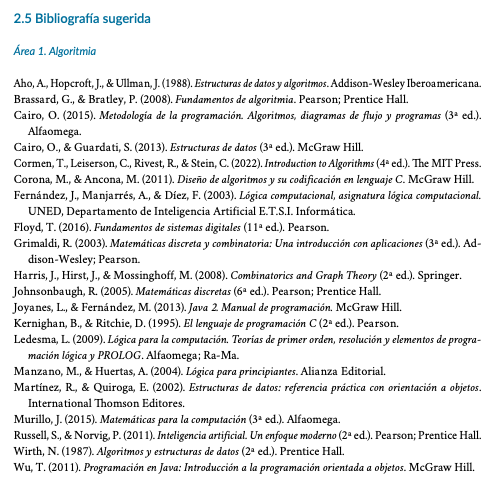 2.5 Bibliografía sugerida
Área 1. Algoritmia
Aho, A., Hopcroft, J., & Ullman, J. (1988). Estructuras de datos y algoritmos. Addison-Wesley Iberoamericana.
Brassard, G., & Bratley, P. (2008). Fundamentos de algoritmia. Pearson; Prentice Hall.
Cairo, O. (2015). Metodología de la programación. Algoritmos, diagramas de flujo y programas (3ª ed.).
Alfaomega.
Cairo, O., & Guardati, S. (2013). Estructuras de datos (3ª ed.). McGraw Hill.
Cormen, T., Leiserson, C., Rivest, R., & Stein, C. (2022). Introduction to Algorithms (4ª ed.). The MIT Press.
Corona, M., & Ancona, M. (2011). Diseño de algoritmos y su codificación en lenguaje C. McGraw Hill.
Fernández, J., Manjarrés, A., & Díez, F. (2003). Lógica computacional, asignatura lógica computacional.
UNED, Departamento de Inteligencia Artificial E.T.S.I. Informática.
Floyd, T. (2016). Fundamentos de sistemas digitales (11ª ed.). Pearson.
Grimaldi, R. (2003). Matemáticas discreta y combinatoria: Una introducción con aplicaciones (3ª ed.). Ad-
dison-Wesley; Pearson.
Harris, J., Hirst, J., & Mossinghoff, M. (2008). Combinatorics and Graph Theory (2ª ed.). Springer.
Johnsonbaugh, R. (2005). Matemáticas discretas (6ª ed.). Pearson; Prentice Hall.
Joyanes, L., & Fernández, M. (2013). Java 2. Manual de programación. McGraw Hill.
Kernighan, B., & Ritchie, D. (1995). El lenguaje de programación C (2ª ed.). Pearson.
Ledesma, L. (2009). Lógica para la computación. Teorías de primer orden, resolución y elementos de progra-
mación lógica y PROLOG. Alfaomega; Ra-Ma.
Manzano, M., & Huertas, A. (2004). Lógica para principiantes. Alianza Editorial.
Martínez, R., & Quiroga, E. (2002). Estructuras de datos: referencia práctica con orientación a objetos.
International Thomson Editores.
Murillo, J. (2015). Matemáticas para la computación (3ª ed.). Alfaomega.
Russell, S., & Norvig, P. (2011). Inteligencia artificial. Un enfoque moderno (2ª ed.). Pearson; Prentice Hall.
Wirth, N. (1987). Algoritmos y estructuras de datos (2ª ed.). Prentice Hall.
Wu, T. (2011). Programación en Java: Introducción a la programación orientada a objetos. McGraw Hill.